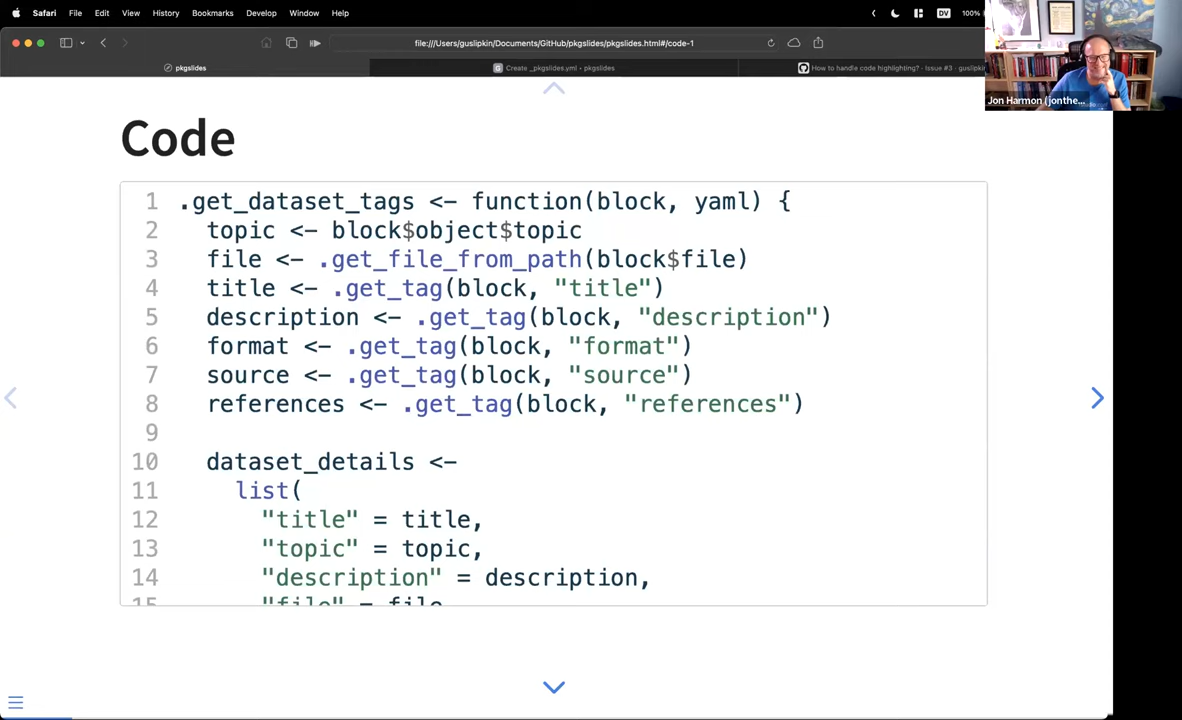 Safari File Edit View History Bookmarks Develop Window Help
DV 100%
file:///Users/guslipkin/Documents/GitHub/pkgslides/pkgslides.html#/code-1
pkgslides
Create _pkgslides.yml • pkgslides
How to handle code highlighting? · Issue #3 · guslipkin
Jon Harmon (jonthe...
Code
1 .get_dataset_tags <- function(block, yaml) {
2 topic <- block$object$topic
3 file <- .get_file_from_path(block$file)
4 title <- .get_tag(block, "title")
5 description <- .get_tag(block, "description")
6 format <- .get_tag(block, "format")
7 source <- .get_tag(block, "source")
8 references <- .get_tag(block, "references")
9
10 dataset_details <-
11 list(
12 "title" = title,
13 "topic" = topic,
14 "description" = description,
15 "file" = file